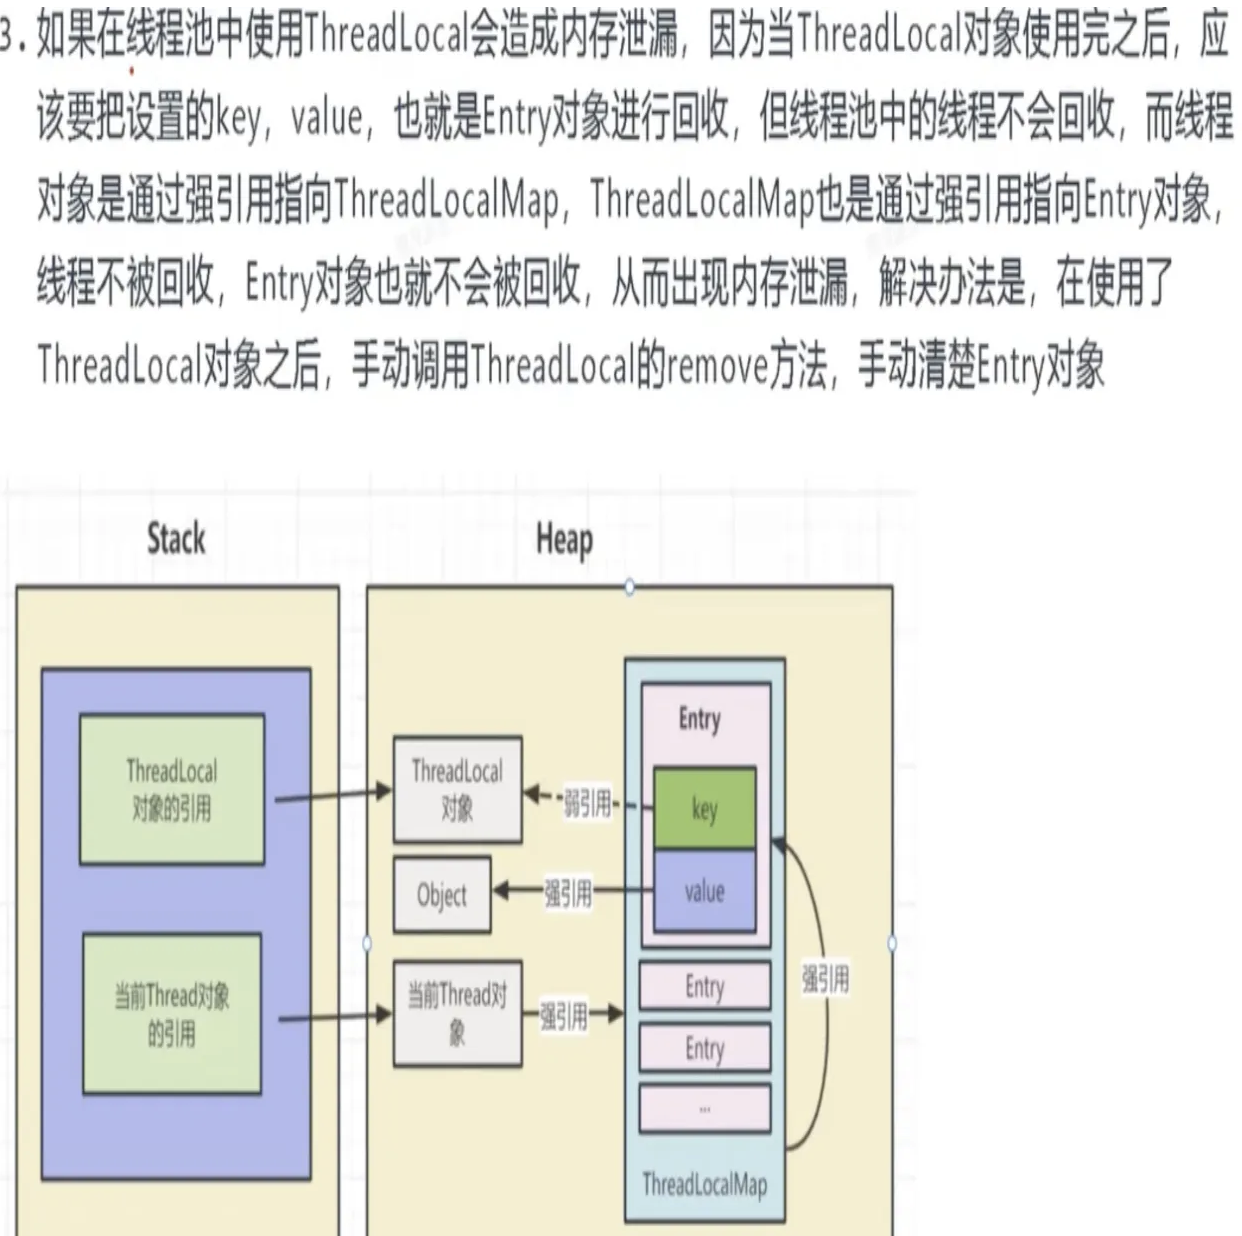 3. 如果在线程池中使用ThreadLocal会造成内存泄漏，因为当ThreadLocal对象使用完之后，应
该要把设置的key，value，也就是Entry对象进行回收，但线程池中的线程不会回收，而线程
对象是通过强引用指向ThreadLocalMap，ThreadLocalMap也是通过强引用指向Entry对象，
线程不被回收，Entry对象也就不会被回收，从而出现内存泄漏，解决办法是，在使用了
ThreadLocal对象之后，手动调用ThreadLocal的remove方法，手动清楚Entry对象
Stack
Heap
ThreadLocal
对象的引用
当前Thread对象
的引用
ThreadLocal
对象
弱引用
Object
强引用
当前Thread对
象
强引用
Entry
key
value
Entry
Entry
...
ThreadLocalMap
强引用